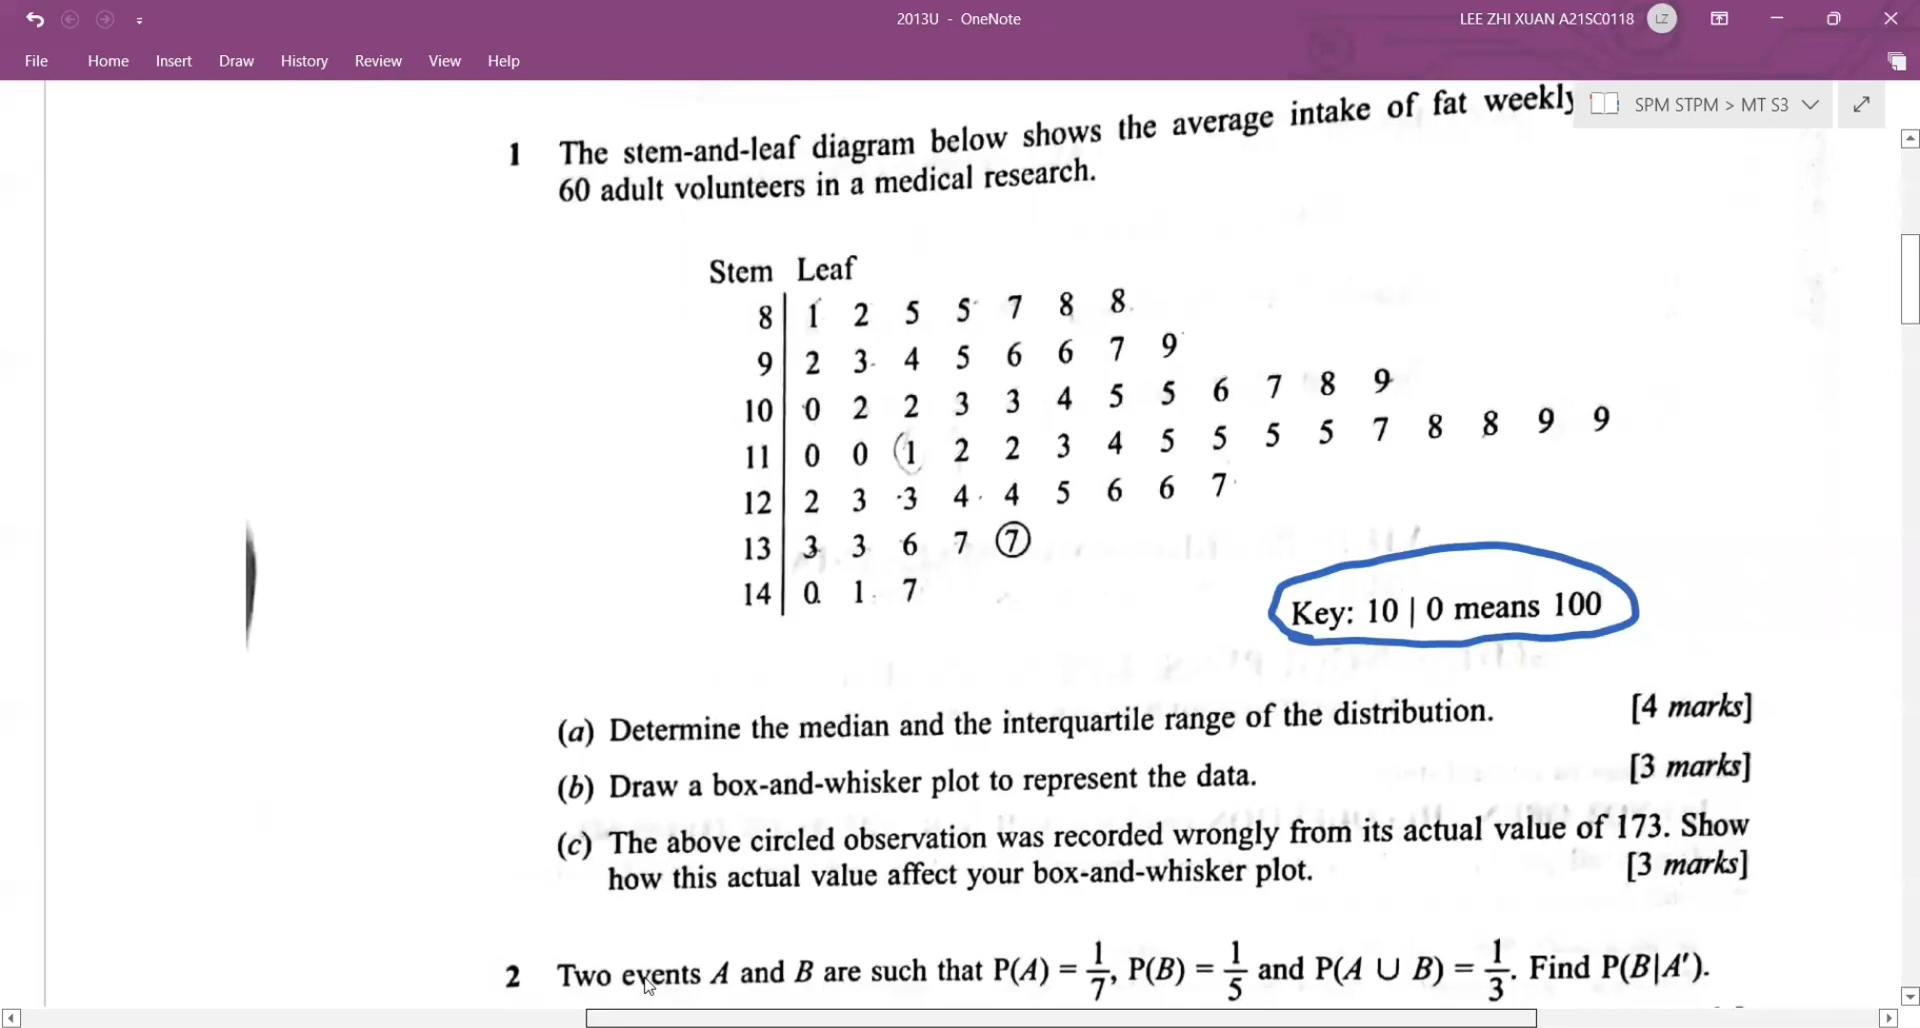 2013U - OneNote
LEE ZHI XUAN A21SC0118
LZ
File Home Insert Draw History Review View Help
SPM STPM > MT S3
1 The stem-and-leaf diagram below shows the average intake of fat weekly
60 adult volunteers in a medical research.
Stem Leaf
8 | 1 2 5 5 7 8 8
9 | 2 3 4 5 6 6 7 9
10 | 0 2 2 3 3 4 5 5 6 7 8 9
11 | 0 0 1 2 2 3 4 5 5 5 5 7 8 8 9 9
12 | 2 3 3 4 4 5 6 6 7
13 | 3 3 6 7 7
14 | 0 1 7
Key: 10 | 0 means 100
(a) Determine the median and the interquartile range of the distribution. [4 marks]
(b) Draw a box-and-whisker plot to represent the data. [3 marks]
(c) The above circled observation was recorded wrongly from its actual value of 173. Show
how this actual value affect your box-and-whisker plot. [3 marks]
2 Two events A and B are such that P(A) = 1/7, P(B) = 1/5 and P(A ∪ B) = 1/3. Find P(B|A').